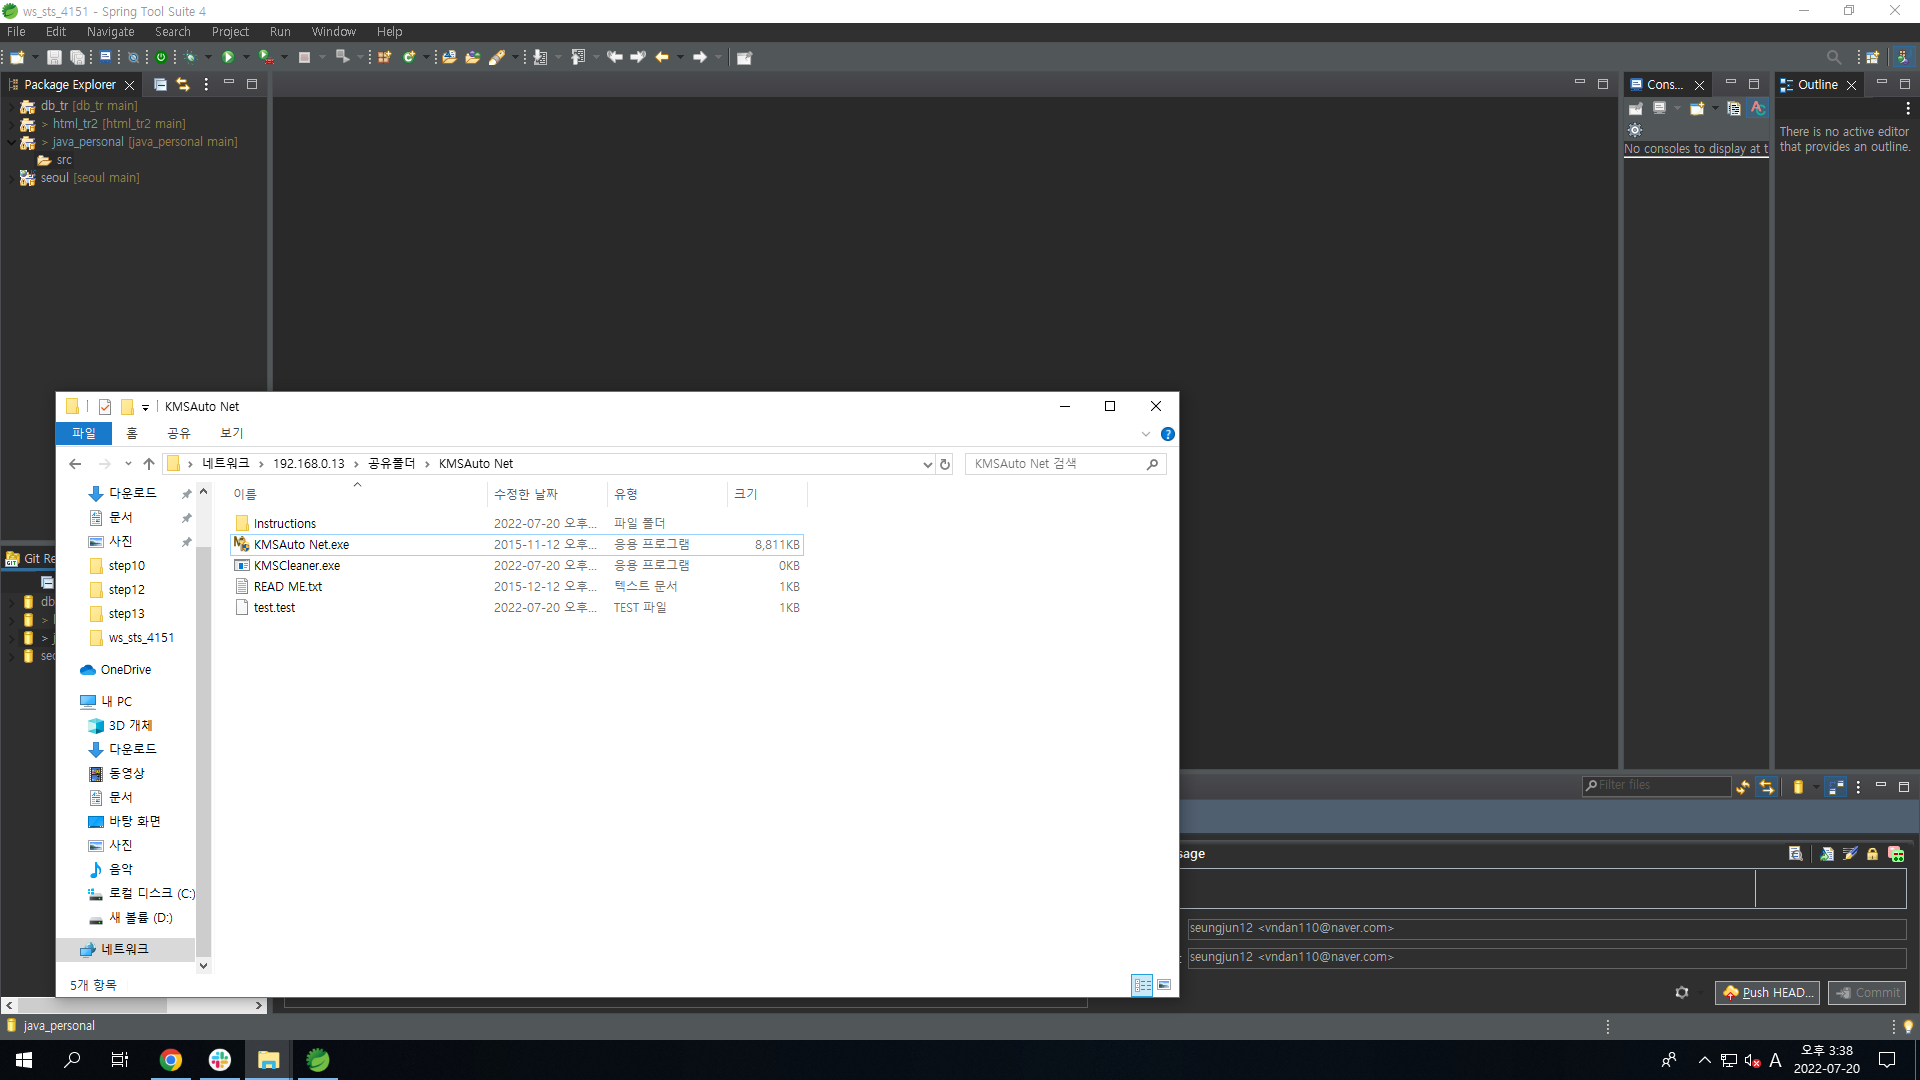 ws_sts_4151 - Spring Tool Suite 4
File Edit Navigate Search Project Run Window Help
Package Explorer
Cons...
Outline
db_tr [db_tr main]
> html_tr2 [html_tr2 main]
> java_personal [java_personal main]
src
seoul [seoul main]
No consoles to display at t
There is no active editor
that provides an outline.
KMSAuto Net
파일 홈 공유 보기
네트워크 > 192.168.0.13 > 공유폴더 > KMSAuto Net
KMSAuto Net 검색
이름 수정한 날짜 유형 크기
Instructions 2022-07-20 오후... 파일 폴더
KMSAuto Net.exe 2015-11-12 오후... 응용 프로그램 8,811KB
KMSCleaner.exe 2022-07-20 오후... 응용 프로그램 0KB
READ ME.txt 2015-12-12 오후... 텍스트 문서 1KB
test.test 2022-07-20 오후... TEST 파일 1KB
다운로드
문서
사진
step10
step12
step13
ws_sts_4151
OneDrive
내 PC
3D 개체
다운로드
동영상
문서
바탕 화면
사진
음악
로컬 디스크 (C:)
새 볼륨 (D:)
네트워크
5개 항목
GIT
Git Re
db
>
> j
seo
Filter files
sage
seungjun12 <vndan110@naver.com>
: seungjun12 <vndan110@naver.com>
Push HEAD...
Commit
java_personal
A
오후 3:38
2022-07-20